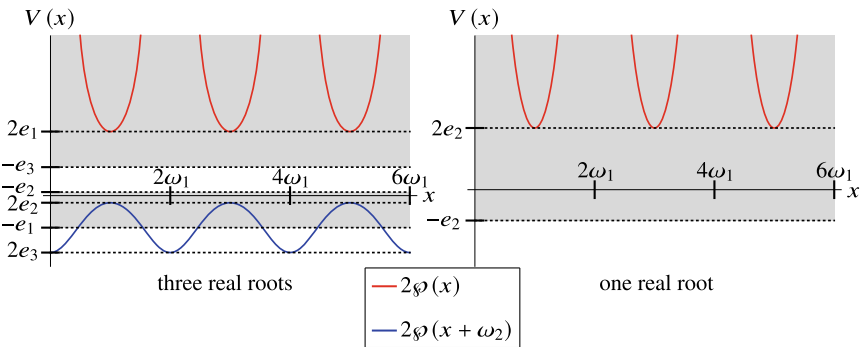 V (x)
2e₁
−e₃
2ω₁ 4ω₁ 6ω₁
−e₂
x
2e₂
−e₁
2e₃
three real roots
V (x)
2e₂
2ω₁ 4ω₁ 6ω₁
x
−e₂
one real root
2℘(x)
2℘(x + ω₂)